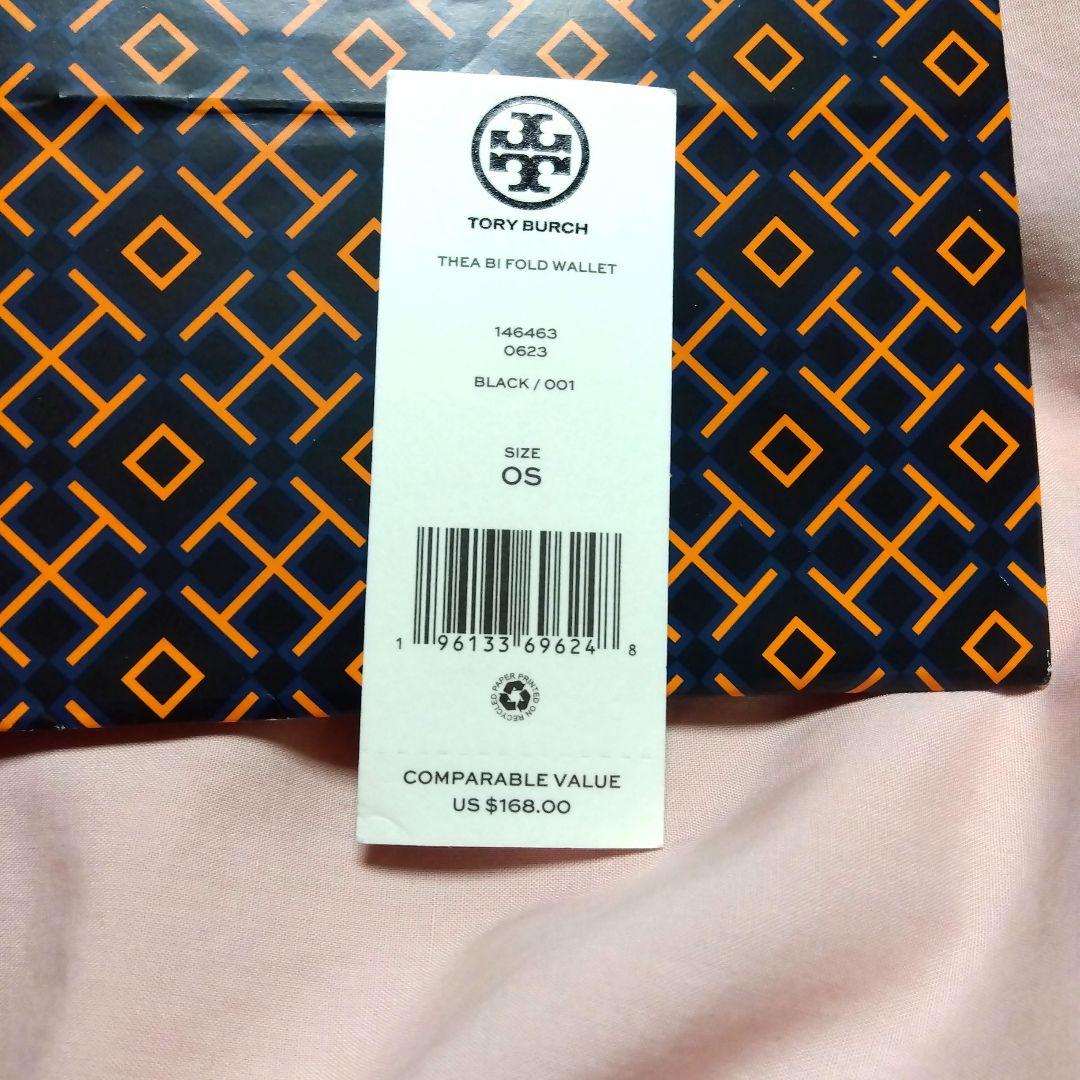 TORY BURCH
THEA BI FOLD WALLET
146463
0623
BLACK / 001
SIZE
OS
1 96133 69624 8
PRINTED ON RECYCLED PAPER
COMPARABLE VALUE
US $168.00